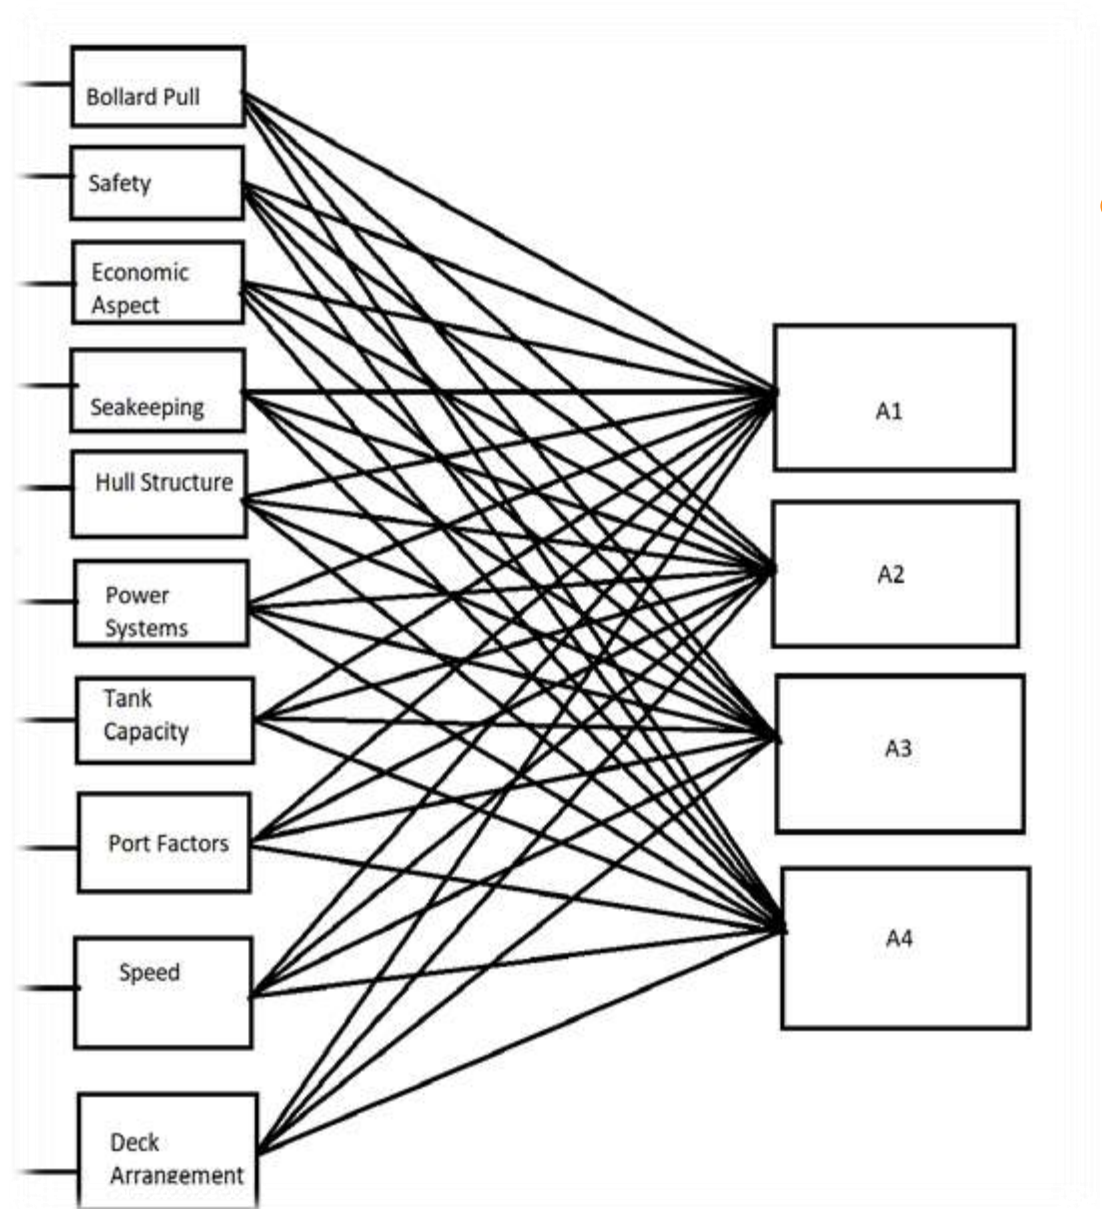 Bollard Pull
Safety
Economic
Aspect
Seakeeping
Hull Structure
Power
Systems
Tank
Capacity
Port Factors
Speed
Deck
Arrangement
A1
A2
A3
A4